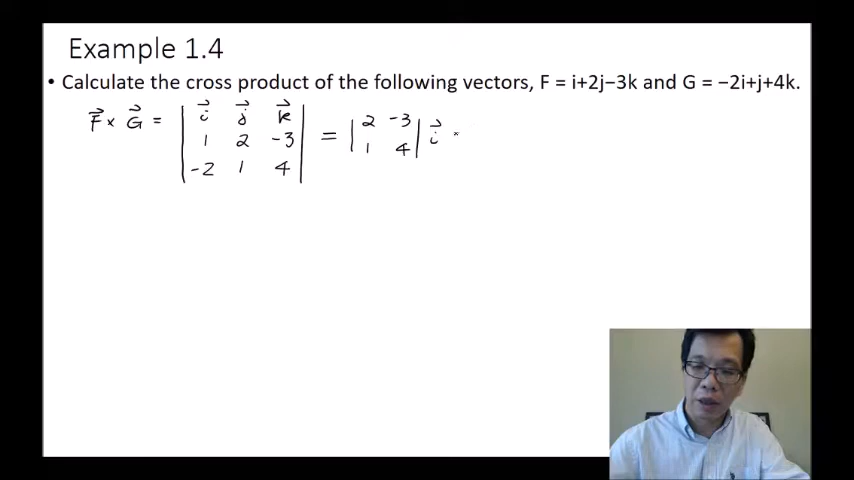 Example 1.4
• Calculate the cross product of the following vectors, F = i+2j−3k and G = −2i+j+4k.
F⃗ × G⃗ = | i⃗ j⃗ k⃗ | = | 2 -3 | i⃗
| 1 2 -3 | | 1 4 |
| -2 1 4 |